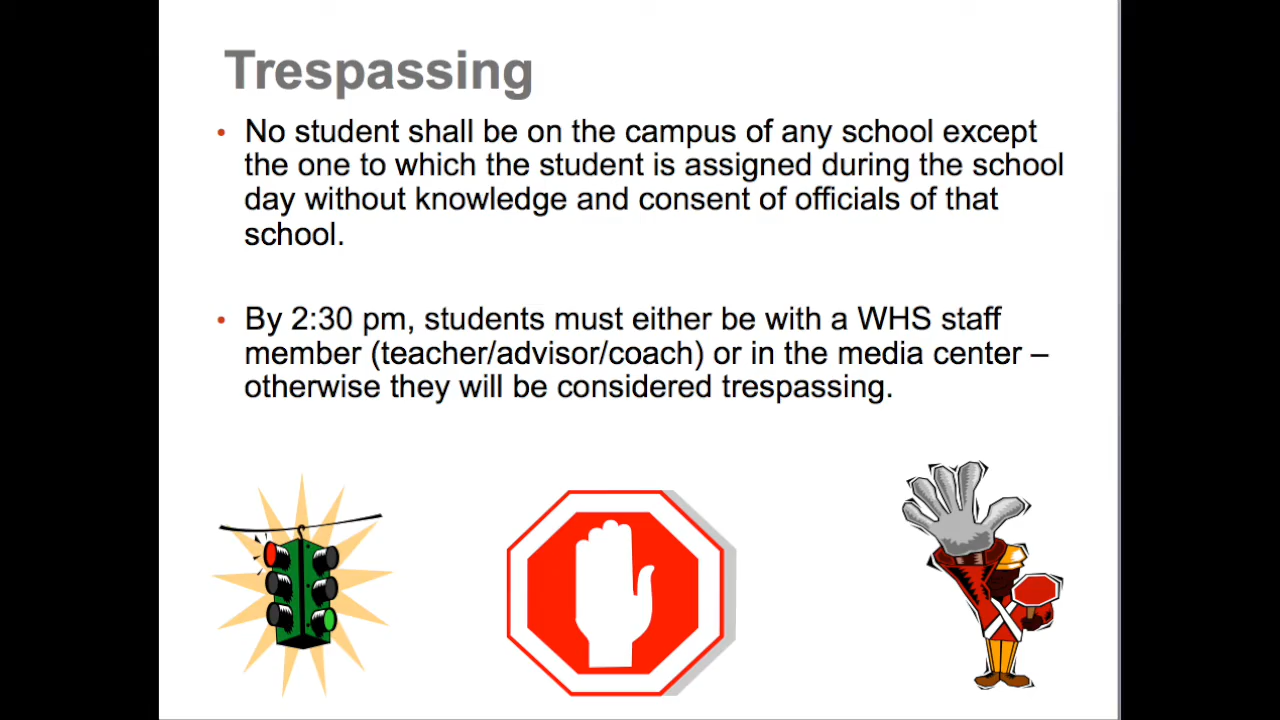 Trespassing
• No student shall be on the campus of any school except
the one to which the student is assigned during the school
day without knowledge and consent of officials of that
school.
• By 2:30 pm, students must either be with a WHS staff
member (teacher/advisor/coach) or in the media center –
otherwise they will be considered trespassing.